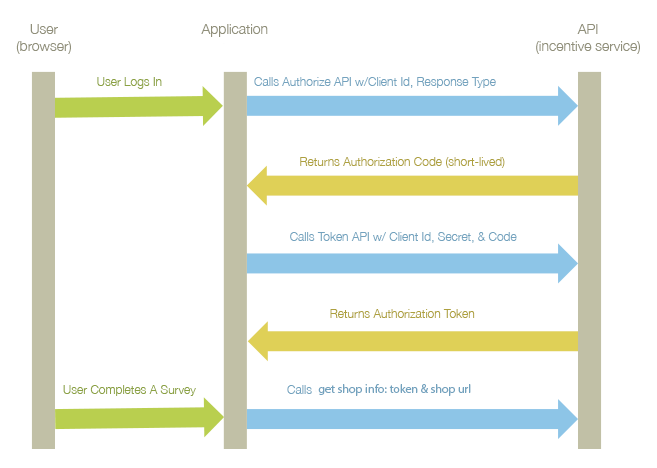 User
(browser)
Application
API
(incentive service)
User Logs In
Calls Authorize API w/Client Id, Response Type
Returns Authorization Code (short-lived)
Calls Token API w/ Client Id, Secret, & Code
Returns Authorization Token
User Completes A Survey
Calls get shop info: token & shop url